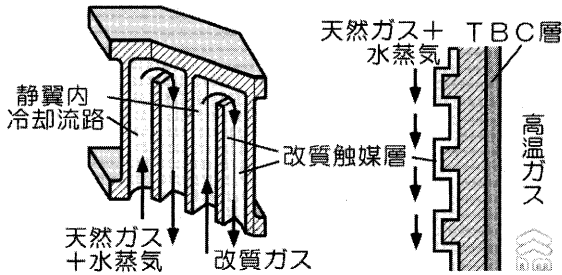 静翼内
冷却流路
天然ガス
+水蒸気
改質ガス
改質触媒層
天然ガス+
水蒸気
TBC層
高温ガス